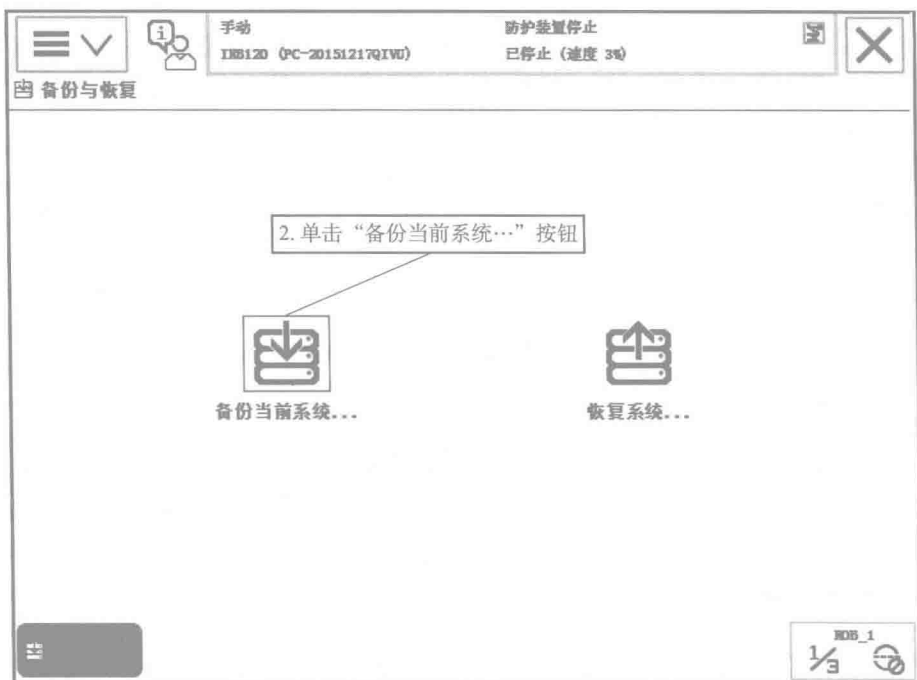 手动
防护装置停止
IRB120 (PC-20151217QIVU)
已停止 (速度 3%)
备份与恢复
2. 单击“备份当前系统…”按钮
备份当前系统...
恢复系统...
ROB_1
1/3